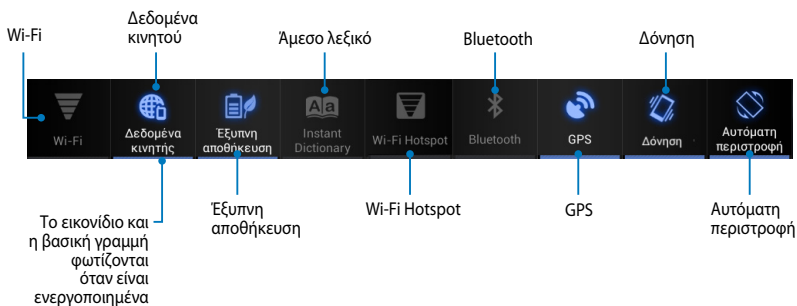 Wi-Fi
Δεδομένα
κινητού
Άμεσο λεξικό
Bluetooth
Δόνηση
Wi-Fi
Δεδομένα
κινητής
Έξυπνη
αποθήκευση
Aa
Instant
Dictionary
Wi-Fi Hotspot
Bluetooth
GPS
Δόνηση
Αυτόματη
περιστροφή
Το εικονίδιο και
η βασική γραμμή
φωτίζονται
όταν είναι
ενεργοποιημένα
Έξυπνη
αποθήκευση
Wi-Fi Hotspot
GPS
Αυτόματη
περιστροφή